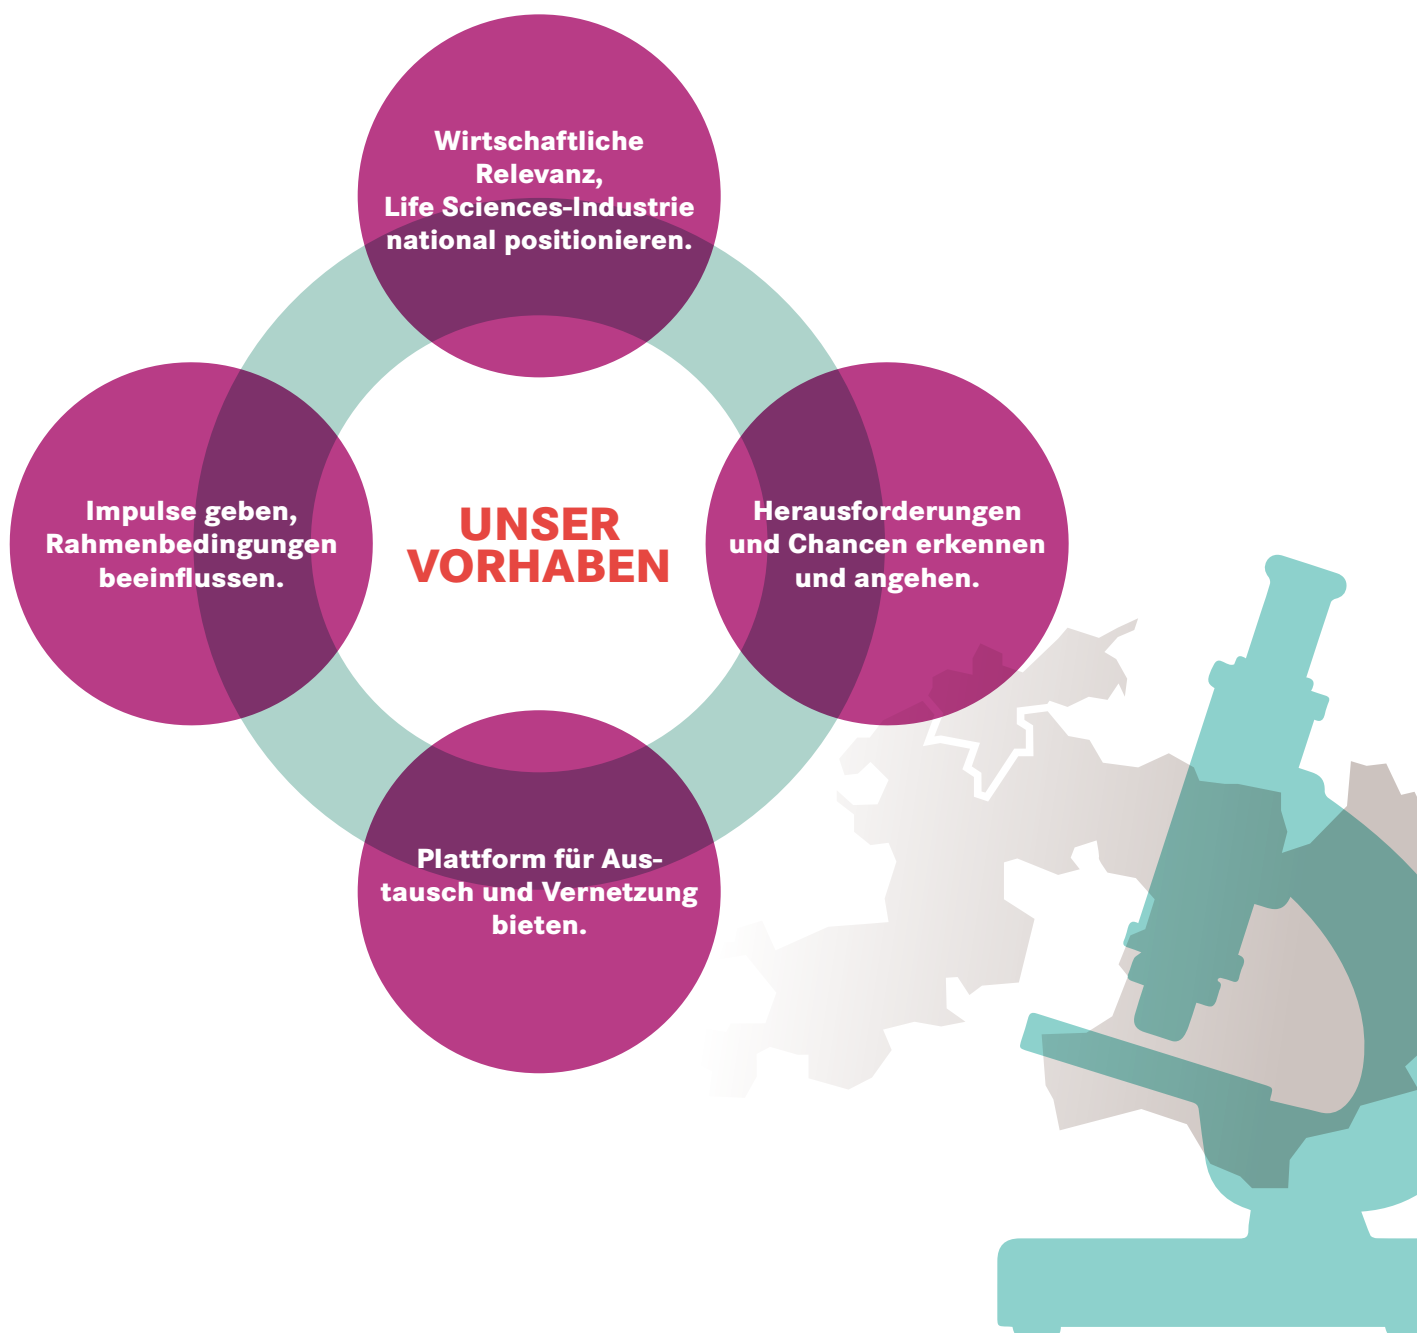 Wirtschaftliche
Relevanz,
Life Sciences-Industrie
national positionieren.
Impulse geben,
Rahmenbedingungen
beeinflussen.
UNSER
VORHABEN
Herausforderungen
und Chancen erkennen
und angehen.
Plattform für Aus-
tausch und Vernetzung
bieten.